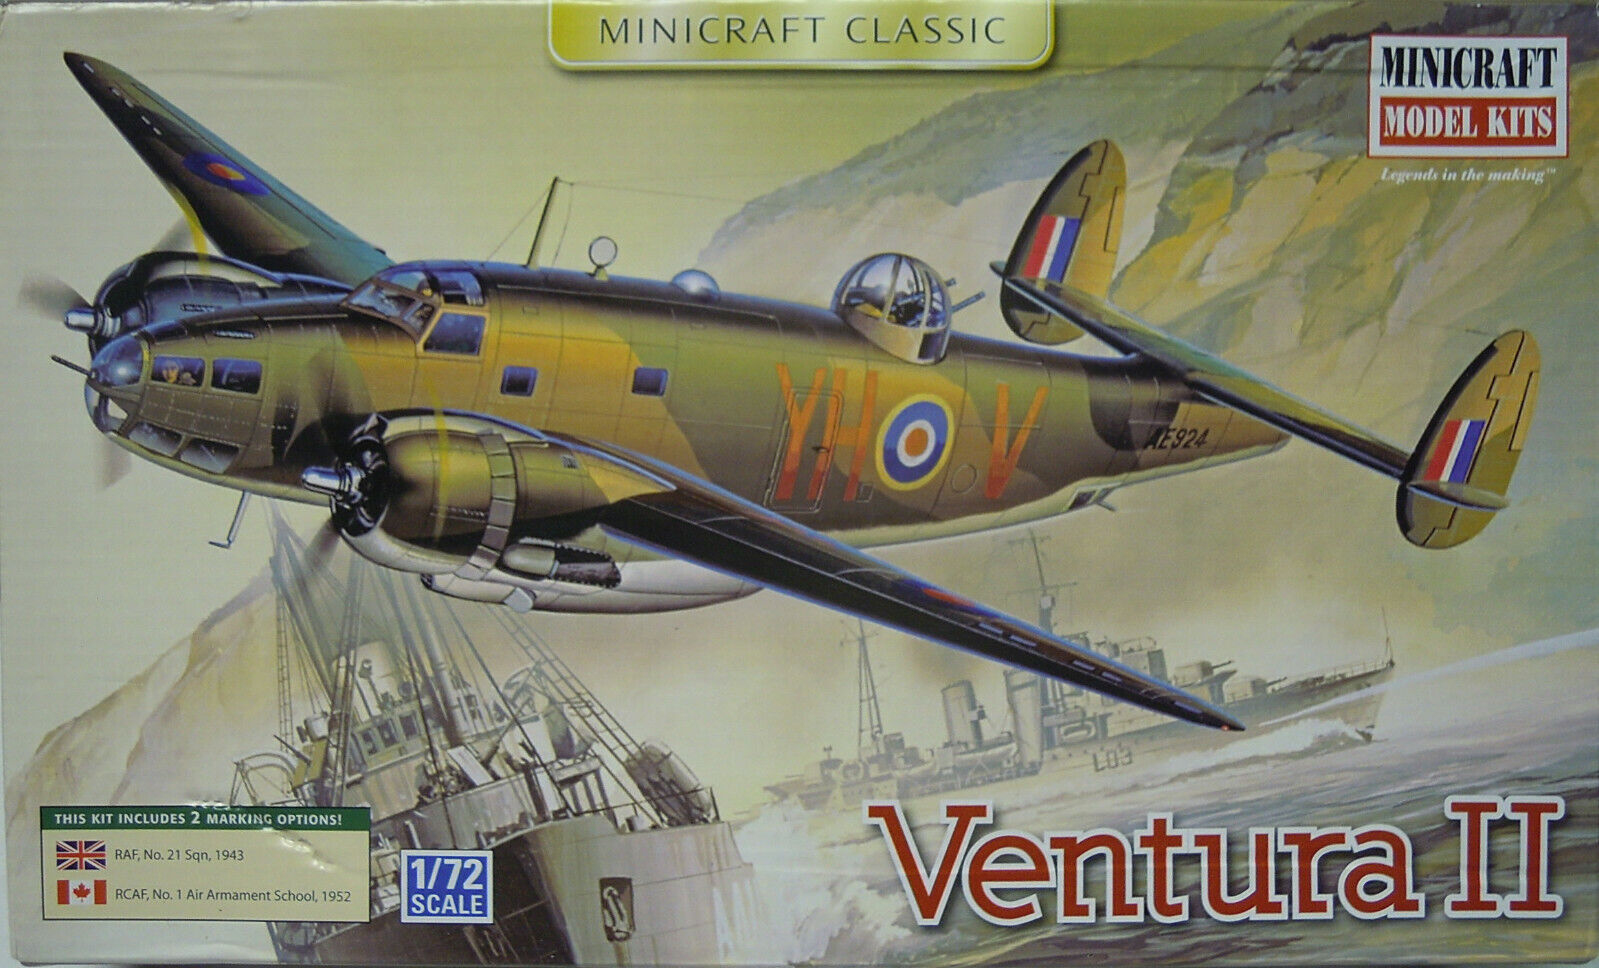 MINICRAFT CLASSIC
MINICRAFT
MODEL KITS
Legends in the making™
YH V
AE924
L03
THIS KIT INCLUDES 2 MARKING OPTIONS!
RAF, No. 21 Sqn, 1943
RCAF, No. 1 Air Armament School, 1952
1/72
SCALE
Ventura II